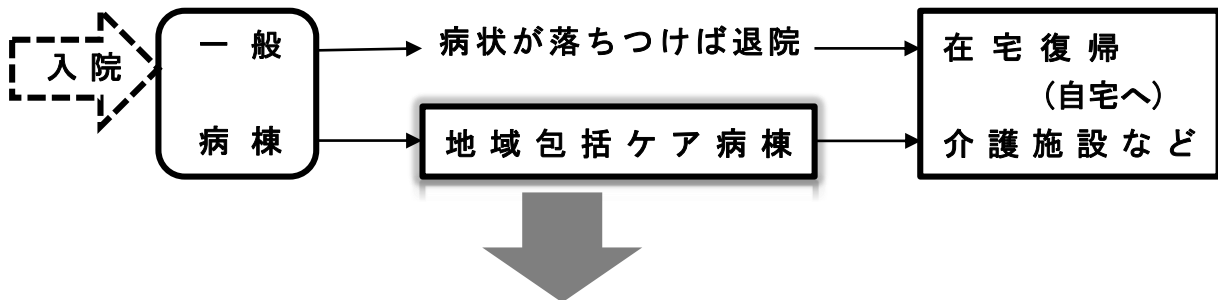 入院
一般
病棟
病状が落ちつけば退院
地域包括ケア病棟
在宅復帰
(自宅へ)
介護施設など